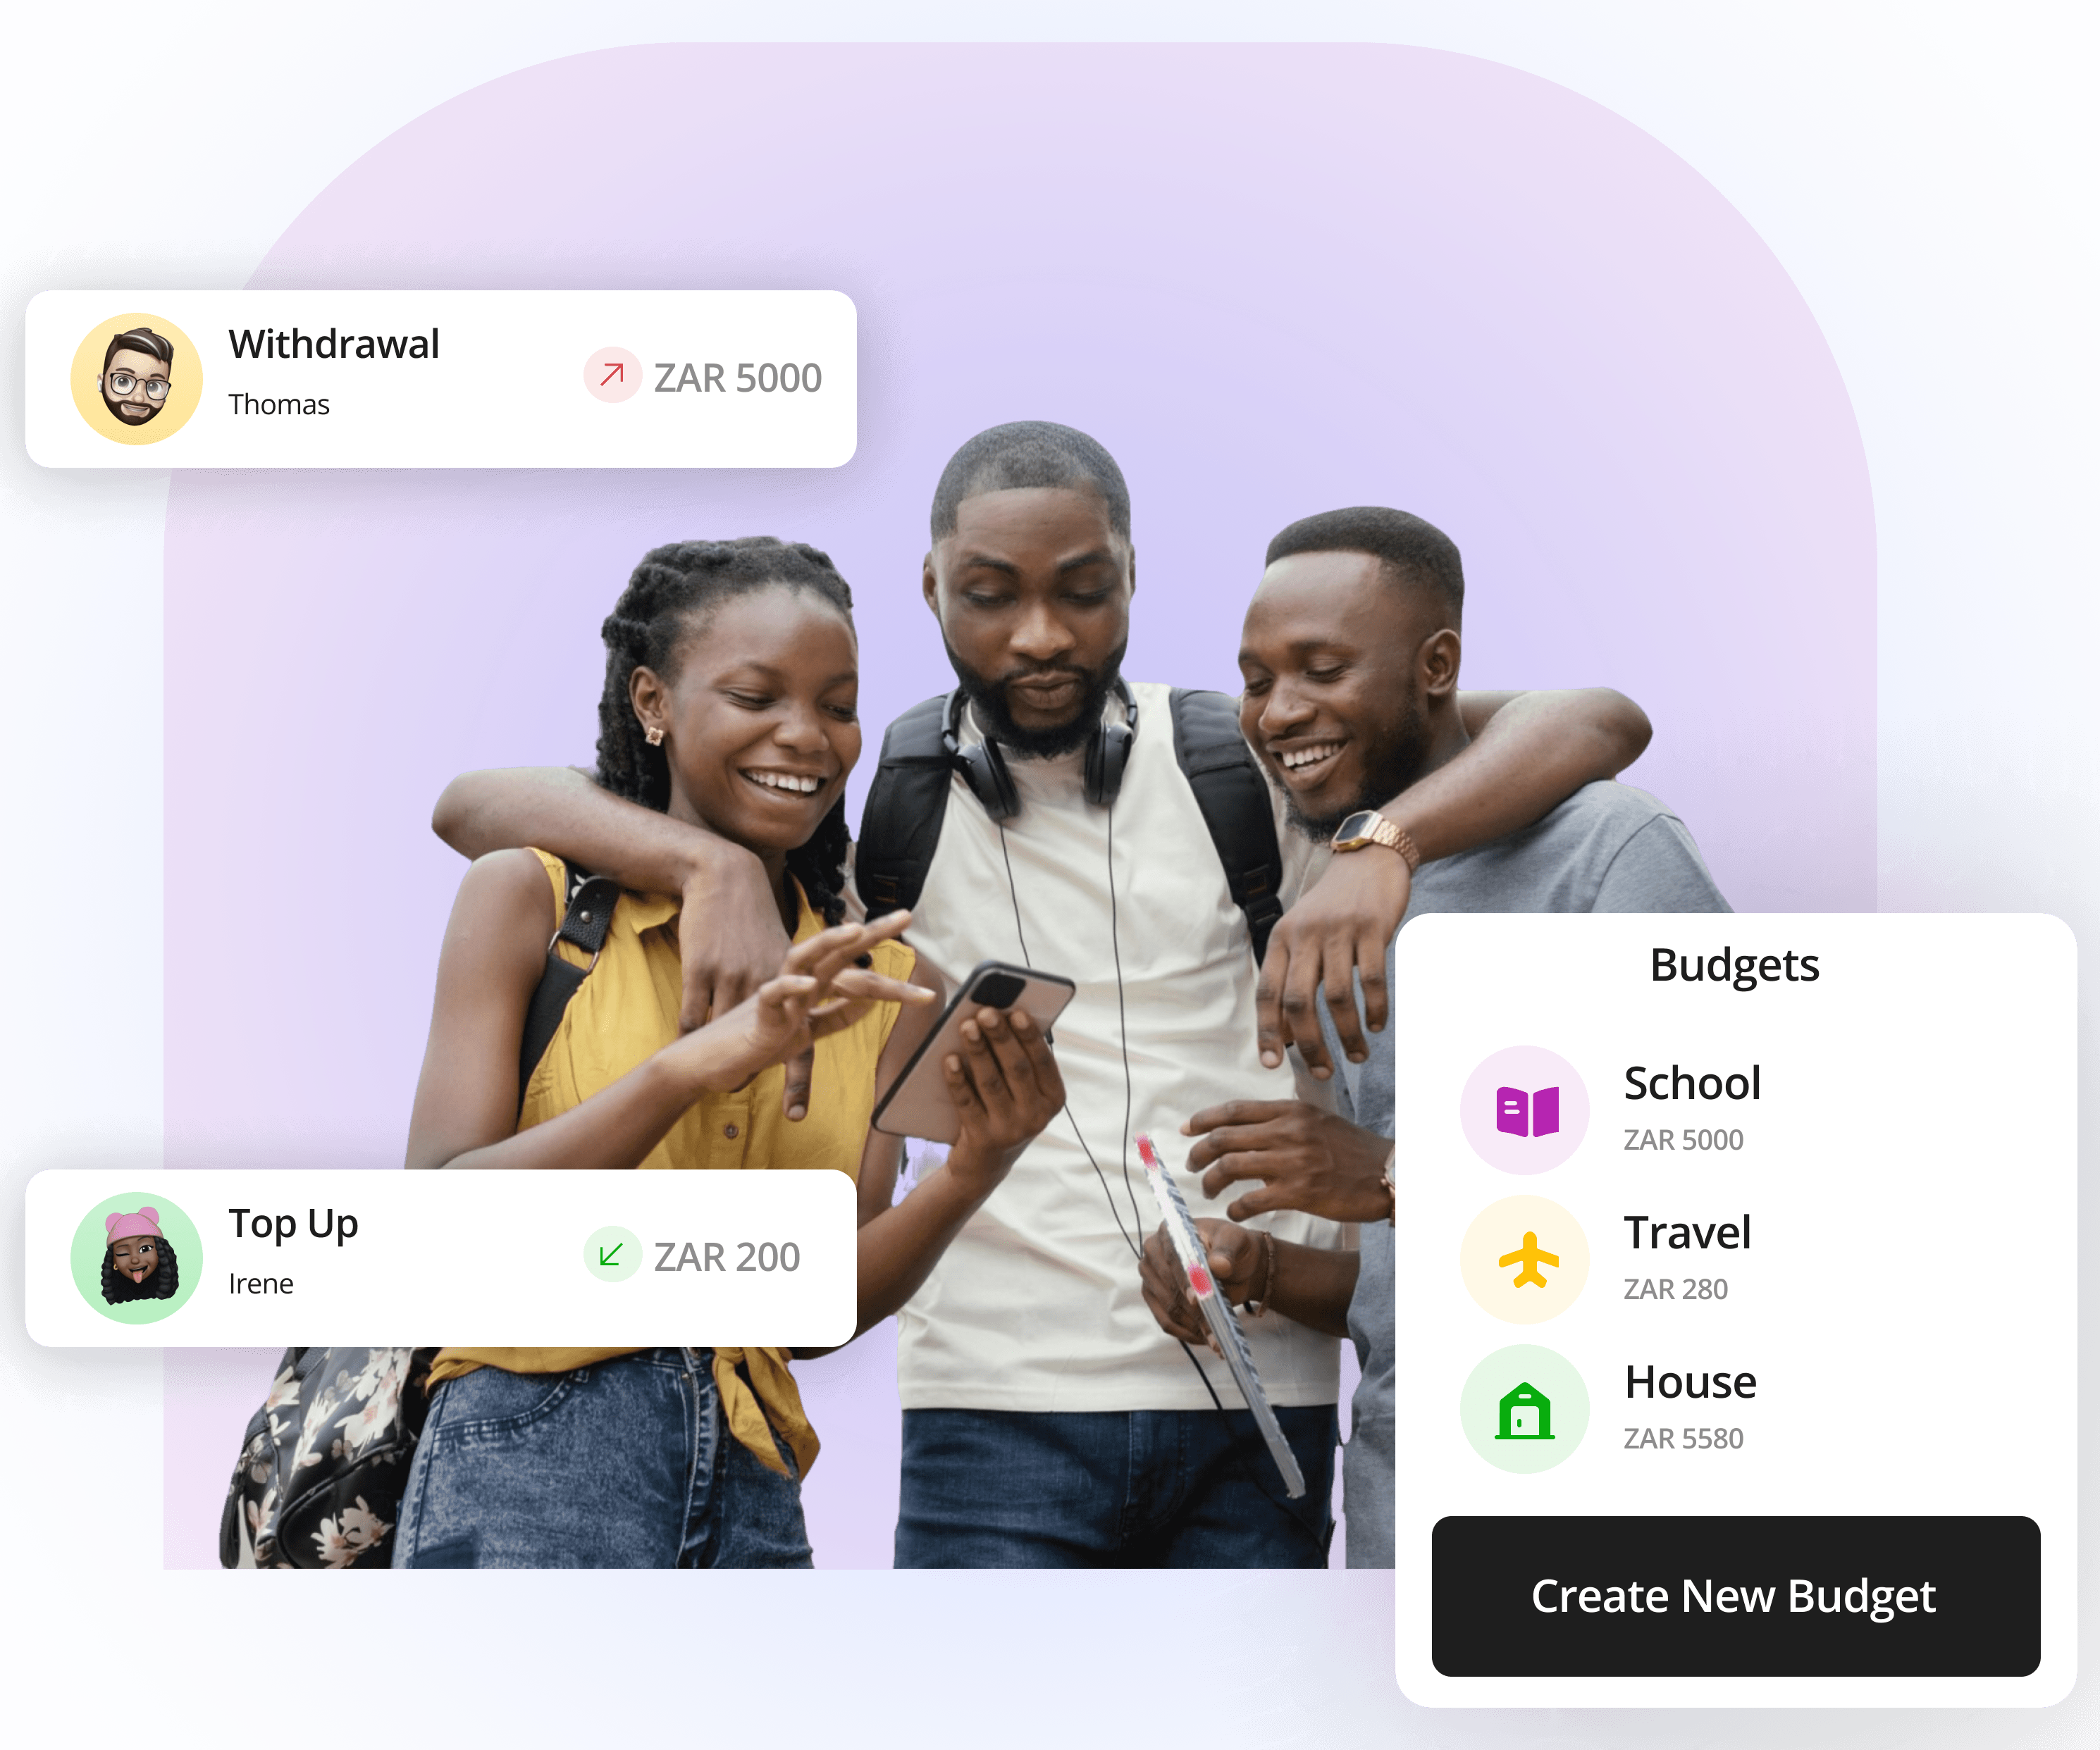 Withdrawal
Thomas
ZAR 5000
Top Up
Irene
ZAR 200
Budgets
School
ZAR 5000
Travel
ZAR 280
House
ZAR 5580
Create New Budget